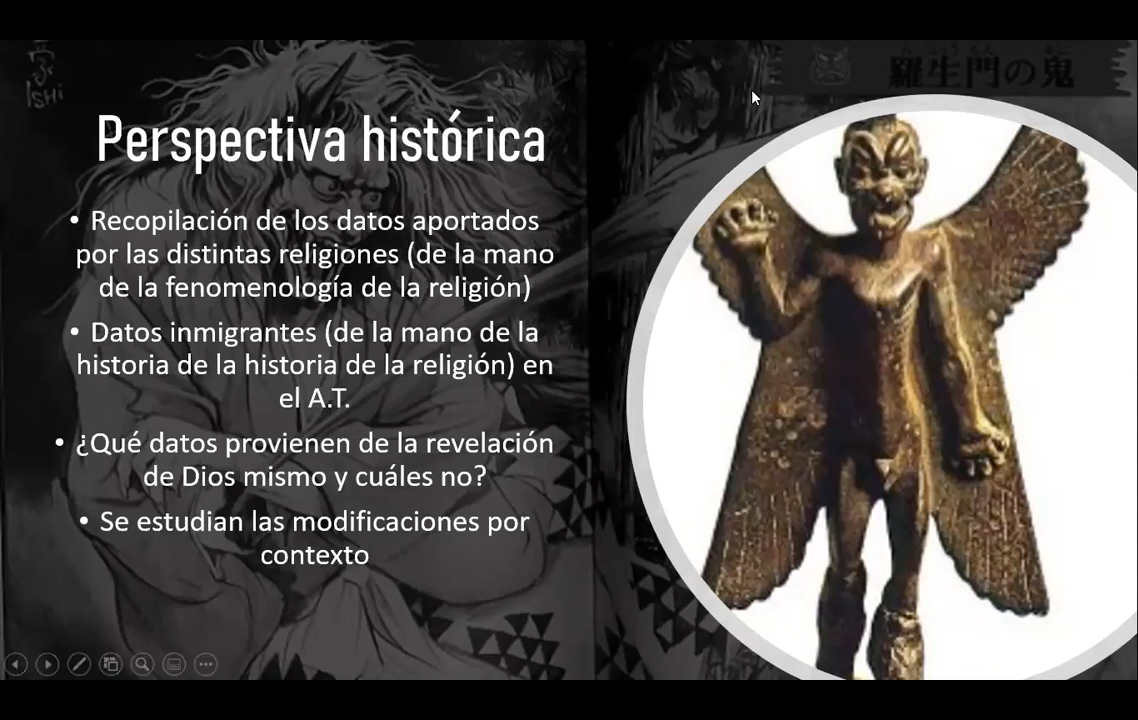 羅生門の鬼
Perspectiva histórica
• Recopilación de los datos aportados
por las distintas religiones (de la mano
de la fenomenología de la religión)
• Datos inmigrantes (de la mano de la
historia de la historia de la religión) en
el A.T.
• ¿Qué datos provienen de la revelación
de Dios mismo y cuáles no?
• Se estudian las modificaciones por
contexto